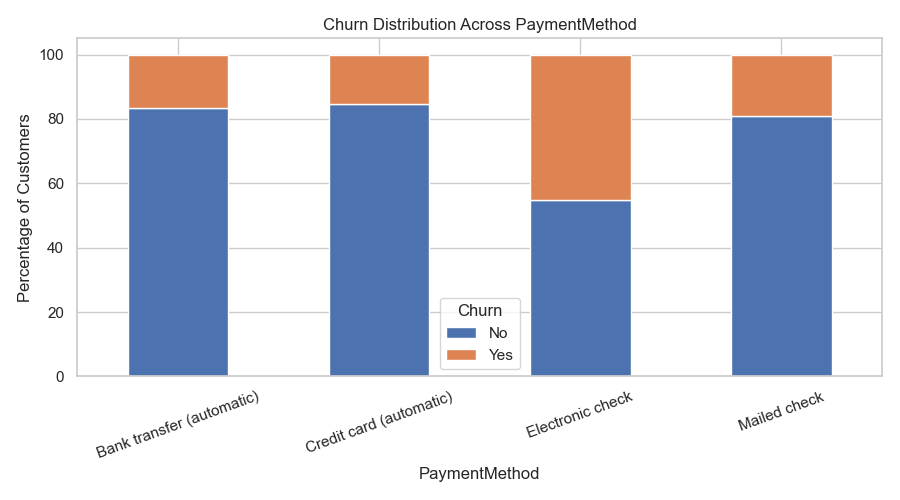 Churn Distribution Across PaymentMethod
Percentage of Customers
100
80
60
40
20
0
Churn
No
Yes
Bank transfer (automatic)
Credit card (automatic)
Electronic check
Mailed check
PaymentMethod